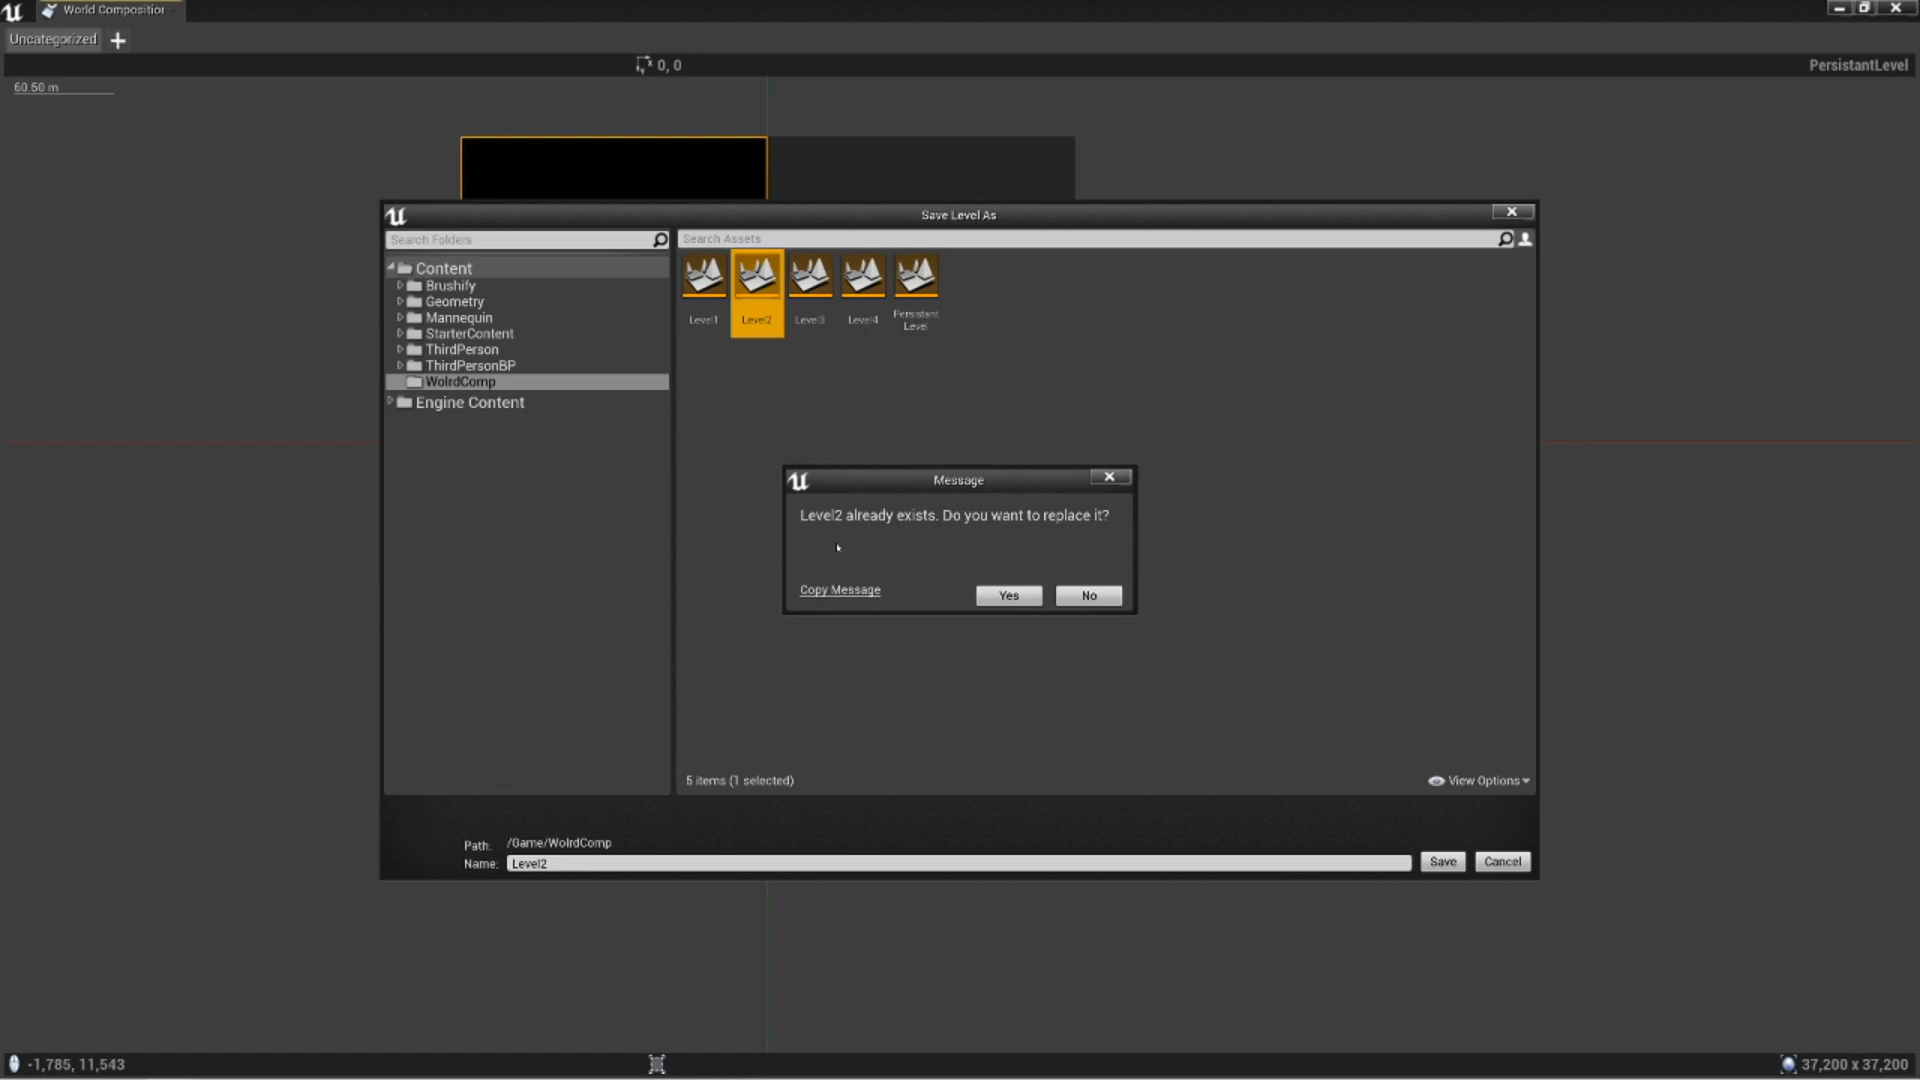 World Composition
Uncategorized
0, 0
PersistantLevel
60.50 m
Save Level As
Search Folders
Search Assets
Content
Brushify
Geometry
Mannequin
StarterContent
ThirdPerson
ThirdPersonBP
WolrdComp
Engine Content
Level1
Level2
Level3
Level4
Persistant
Level
Message
Level2 already exists. Do you want to replace it?
Copy Message
Yes
No
5 items (1 selected)
View Options
Path: /Game/WolrdComp
Name: Level2
Save
Cancel
-1,785, 11,543
37,200 x 37,200